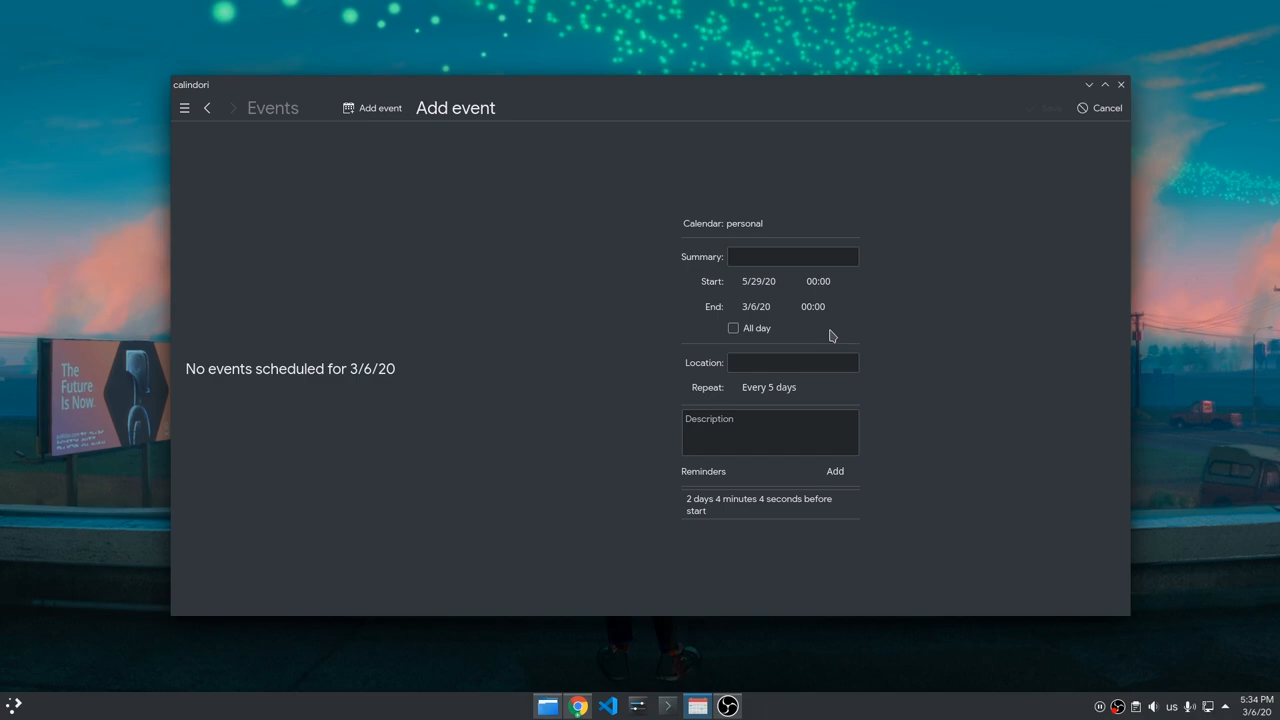 calindori
Events
Add event
Add event
Save
Cancel
Calendar: personal
Summary:
Start: 5/29/20 00:00
End: 3/6/20 00:00
All day
No events scheduled for 3/6/20
Location:
Repeat: Every 5 days
Description
Reminders Add
2 days 4 minutes 4 seconds before
start
The
Future
Is Now.
US
5:34 PM
3/6/20